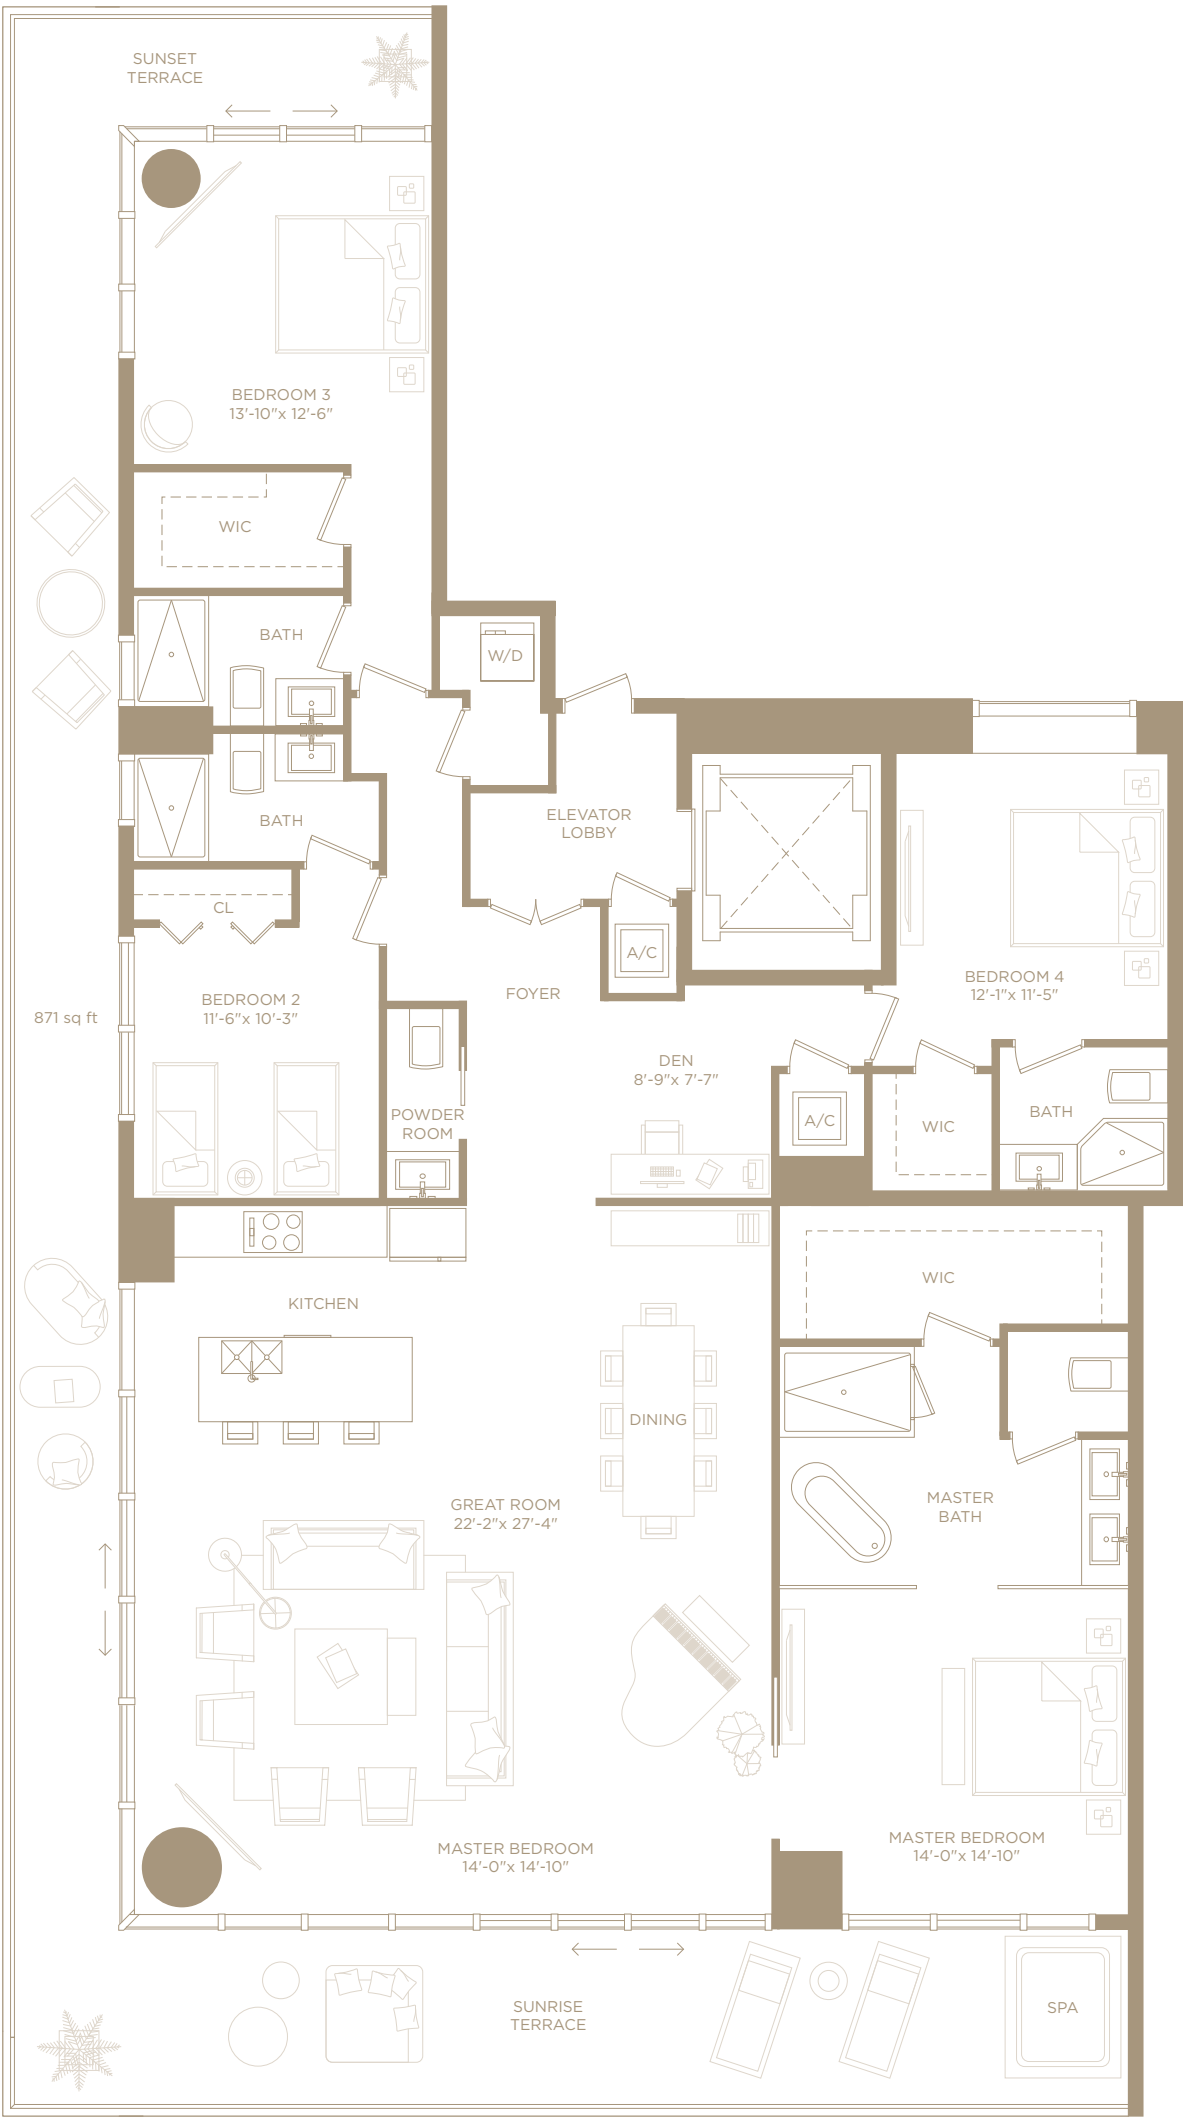 SUNSET
TERRACE
BEDROOM 3
13'-10"x 12'-6"
WIC
BATH
W/D
BATH
ELEVATOR
LOBBY
CL
A/C
BEDROOM 4
12'-1"x 11'-5"
FOYER
BEDROOM 2
11'-6"x 10'-3"
871 sq ft
DEN
8'-9"x 7'-7"
POWDER
ROOM
A/C
WIC
BATH
WIC
KITCHEN
DINING
GREAT ROOM
22'-2"x 27'-4"
MASTER
BATH
MASTER BEDROOM
14'-0"x 14'-10"
MASTER BEDROOM
14'-0"x 14'-10"
SUNRISE
TERRACE
SPA